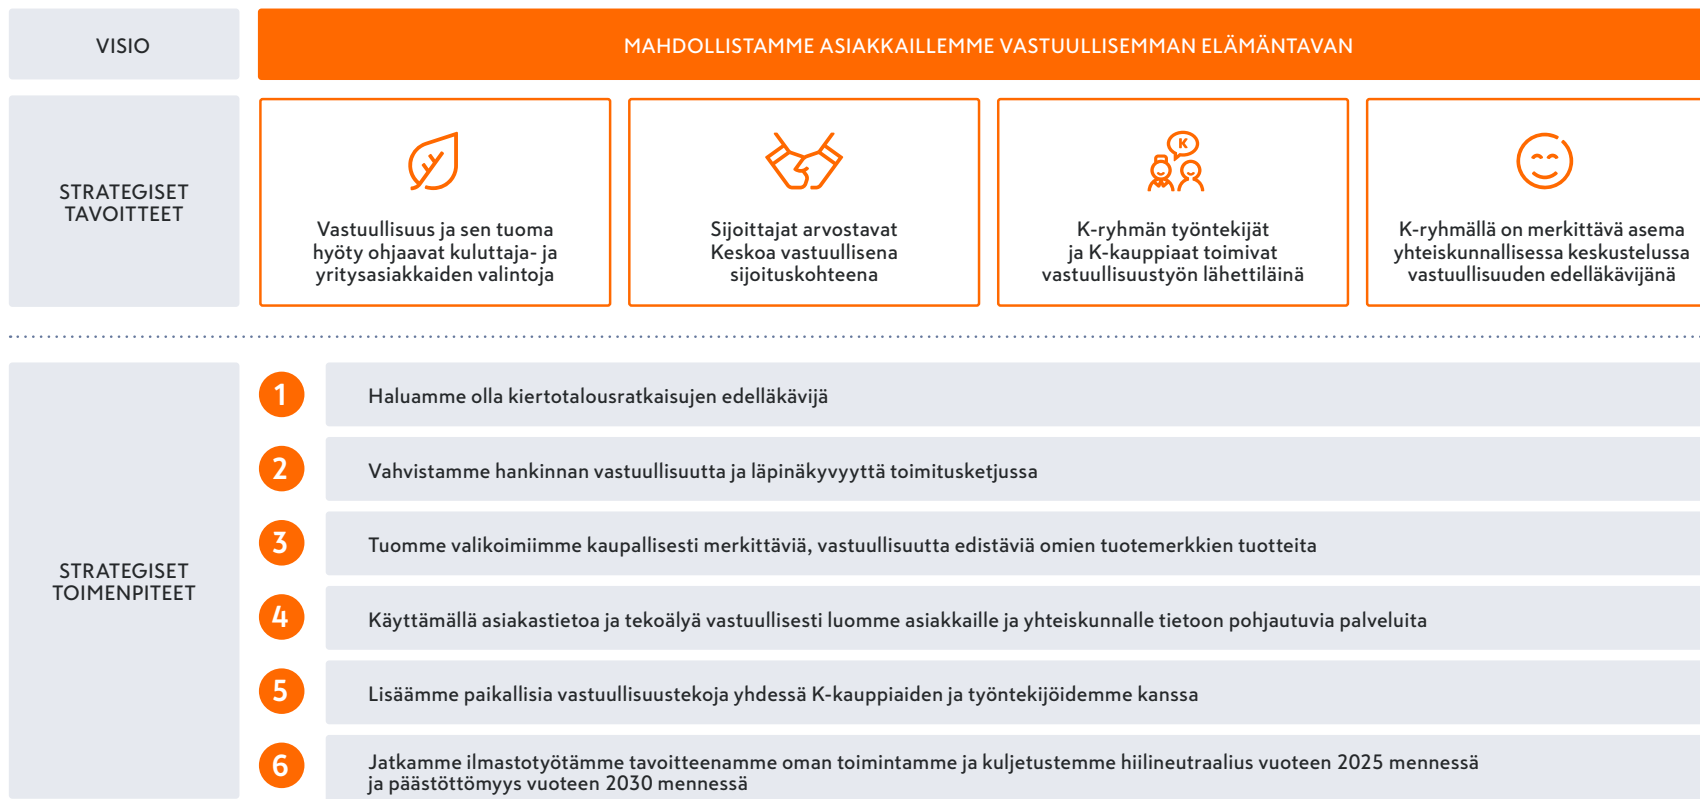 VISIO
MAHDOLLISTAMME ASIAKKAILLEMME VASTUULLISEMMAN ELÄMÄNTAVAN
STRATEGISET
TAVOITTEET
Vastuullisuus ja sen tuoma
hyöty ohjaavat kuluttaja- ja
yritysasiakkaiden valintoja
Sijoittajat arvostavat
Keskoa vastuullisena
sijoituskohteena
K
K-ryhmän työntekijät
ja K-kauppiaat toimivat
vastuullisuustyön lähettiläinä
K-ryhmällä on merkittävä asema
yhteiskunnallisessa keskustelussa
vastuullisuuden edelläkävijänä
STRATEGISET
TOIMENPITEET
1 Haluamme olla kiertotalousratkaisujen edelläkävijä
2 Vahvistamme hankinnan vastuullisuutta ja läpinäkyvyyttä toimitusketjussa
3 Tuomme valikoimiimme kaupallisesti merkittäviä, vastuullisuutta edistäviä omien tuotemerkkien tuotteita
4 Käyttämällä asiakastietoa ja tekoälyä vastuullisesti luomme asiakkaille ja yhteiskunnalle tietoon pohjautuvia palveluita
5 Lisäämme paikallisia vastuullisuustekoja yhdessä K-kauppiaiden ja työntekijöidemme kanssa
6 Jatkamme ilmastotyötämme tavoitteenamme oman toimintamme ja kuljetustemme hiilineutraalius vuoteen 2025 mennessä
ja päästöttömyys vuoteen 2030 mennessä